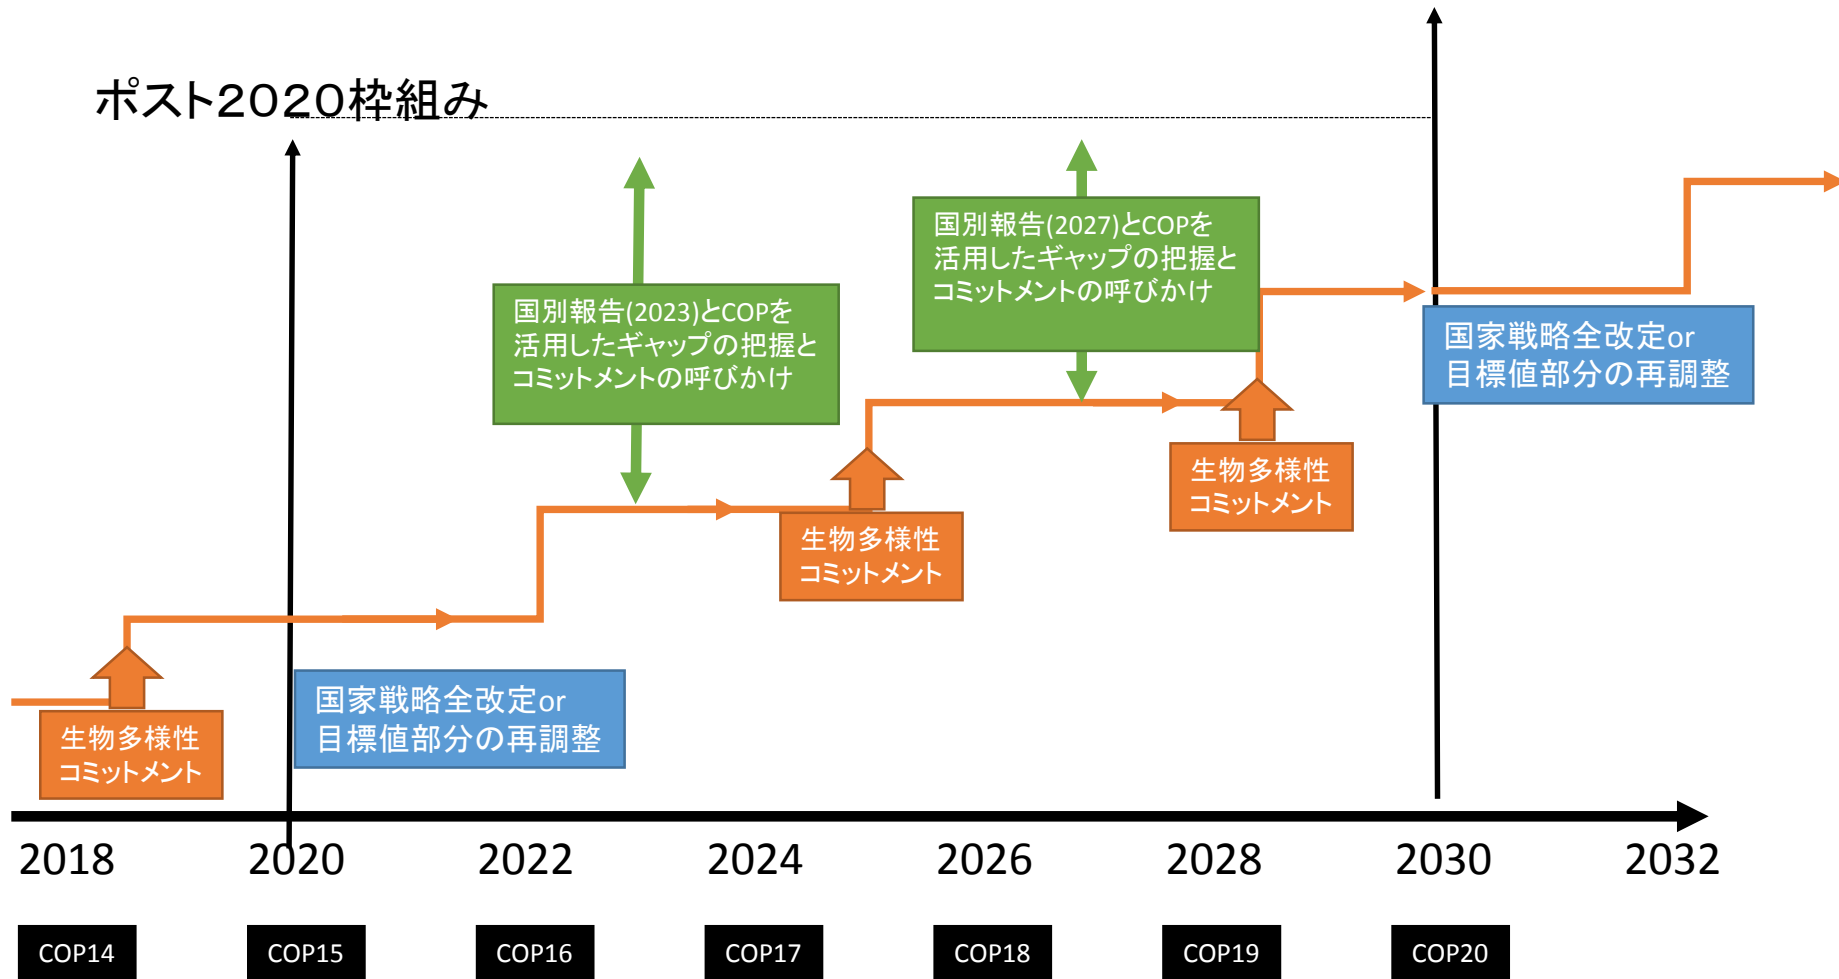 ポスト2020枠組み
国別報告(2027)とCOPを
活用したギャップの把握と
コミットメントの呼びかけ
国別報告(2023)とCOPを
活用したギャップの把握と
コミットメントの呼びかけ
国家戦略全改定or
目標値部分の再調整
生物多様性
コミットメント
生物多様性
コミットメント
国家戦略全改定or
目標値部分の再調整
生物多様性
コミットメント
2018 2020 2022 2024 2026 2028 2030 2032
COP14 COP15 COP16 COP17 COP18 COP19 COP20